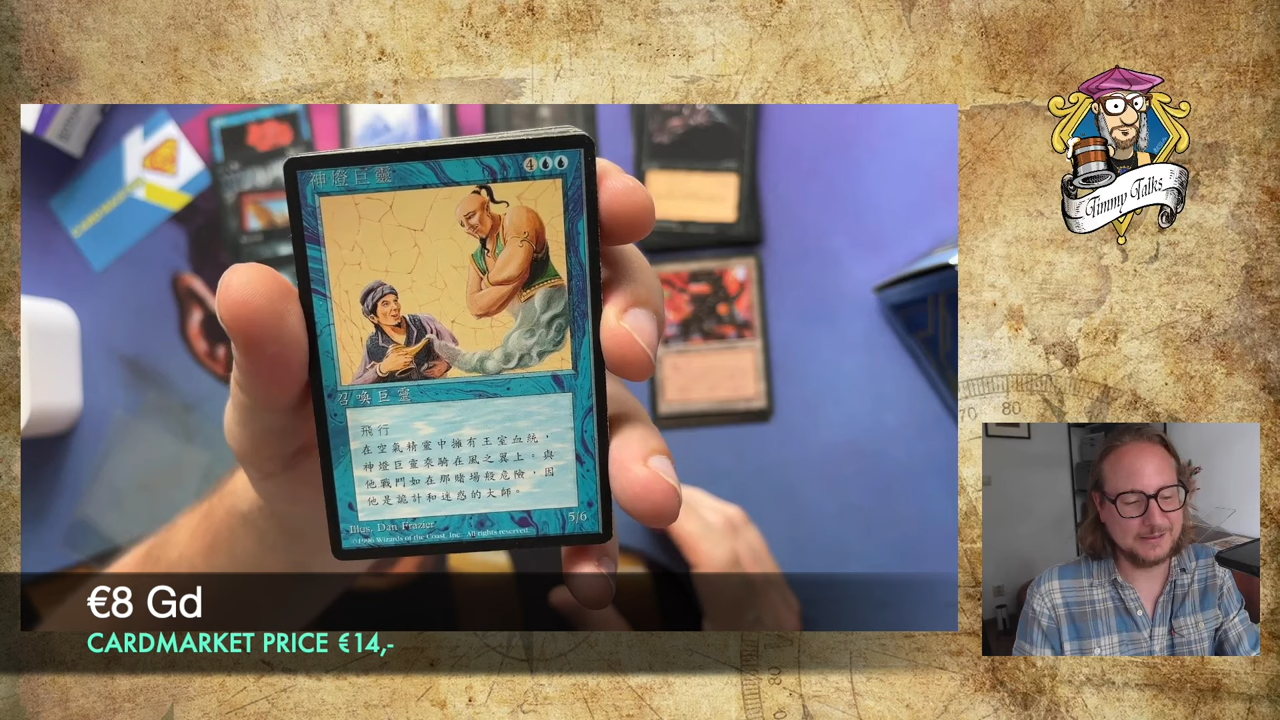 神燈巨靈
4
召喚巨靈
飛行
在空氣精靈中擁有王室血統，
神燈巨靈乘騎在風之翼上。與
他戰鬥如在那賭場般危險，因
他是詭計和迷惑的大師。
Illus. Dan Frazier
©1996 Wizards of the Coast, Inc. All rights reserved.
5/6
€8 Gd
CARDMARKET PRICE €14,-
Timmy Talks
70 80